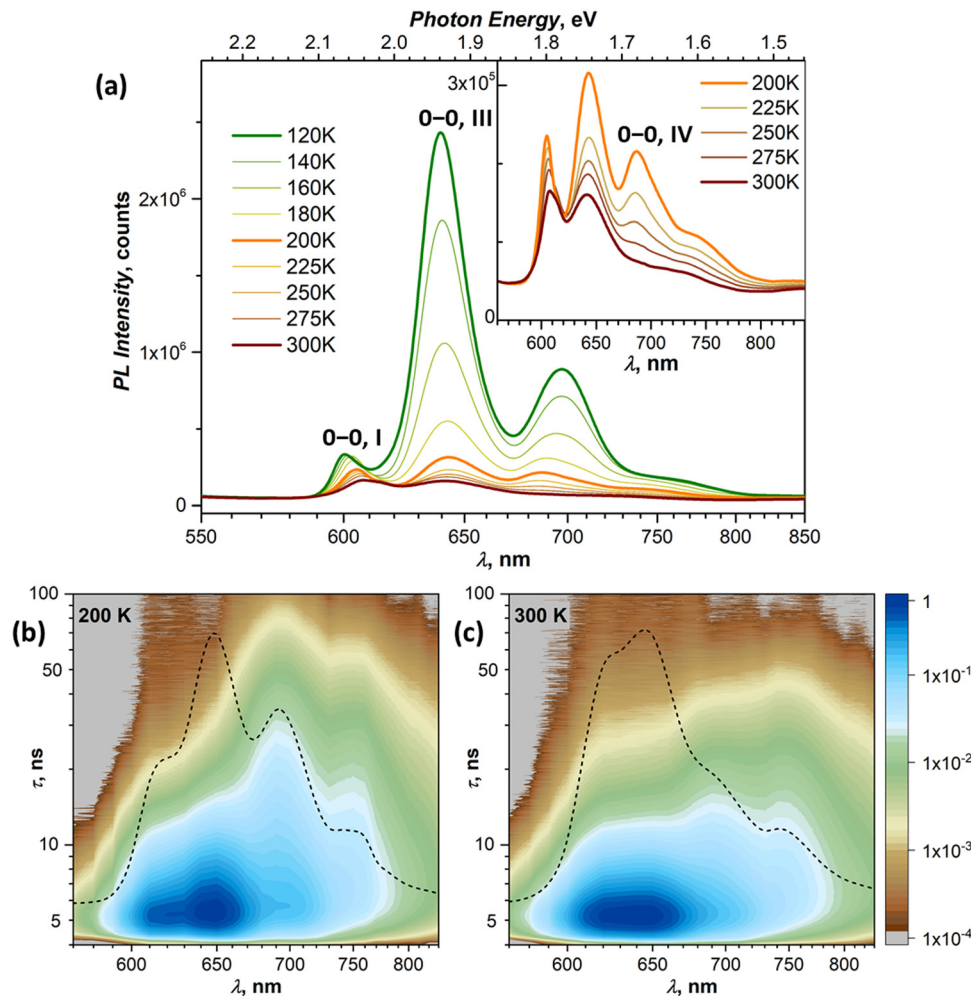 Photon Energy, eV
2.2 2.1 2.0 1.9 1.8 1.7 1.6 1.5
(a)
PL Intensity, counts
2x10⁶
1x10⁶
0
120K
140K
160K
180K
200K
225K
250K
275K
300K
0–0, I
0–0, III
3x10⁵
0
0–0, IV
200K
225K
250K
275K
300K
600 650 700 750 800
λ, nm
550 600 650 700 750 800 850
λ, nm
(b)
200 K
100
50
10
5
τ, ns
600 650 700 750 800
λ, nm
(c)
300 K
100
50
10
5
τ, ns
600 650 700 750 800
λ, nm
1
1x10⁻¹
1x10⁻²
1x10⁻³
1x10⁻⁴